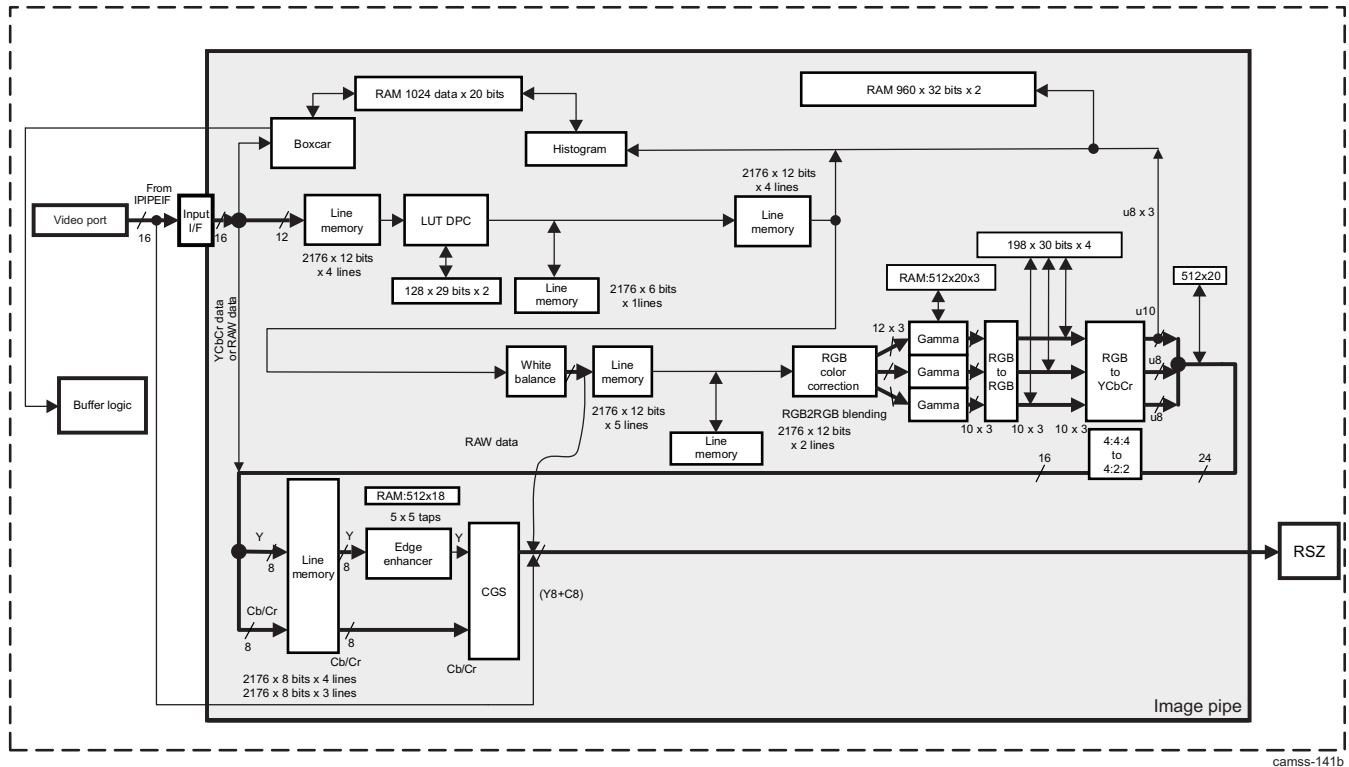 RAM 1024 data x 20 bits
RAM 960 x 32 bits x 2
Boxcar
Histogram
From
IPIPEIF
Video port
16
Input
I/F
16
12
Line
memory
2176 x 12 bits
x 4 lines
LUT DPC
128 x 29 bits x 2
Line
memory
2176 x 6 bits
x 1lines
2176 x 12 bits
x 4 lines
Line
memory
u8 x 3
198 x 30 bits x 4
RAM:512x20x3
512x20
YCbCr data
or RAW data
White
balance
Line
memory
2176 x 12 bits
x 5 lines
Line
memory
RGB
color
correction
RGB2RGB blending
2176 x 12 bits
x 2 lines
12 x 3
Gamma
Gamma
Gamma
10 x 3
RGB
to
RGB
10 x 3
10 x 3
RGB
to
YCbCr
u10
u8
u8
4:4:4
to
4:2:2
16
24
Buffer logic
RAW data
RAM:512x18
5 x 5 taps
Y
8
Line
memory
Y
8
Edge
enhancer
Y
CGS
(Y8+C8)
RSZ
Cb/Cr
8
8
Cb/Cr
Cb/Cr
2176 x 8 bits x 4 lines
2176 x 8 bits x 3 lines
Image pipe
camss-141b